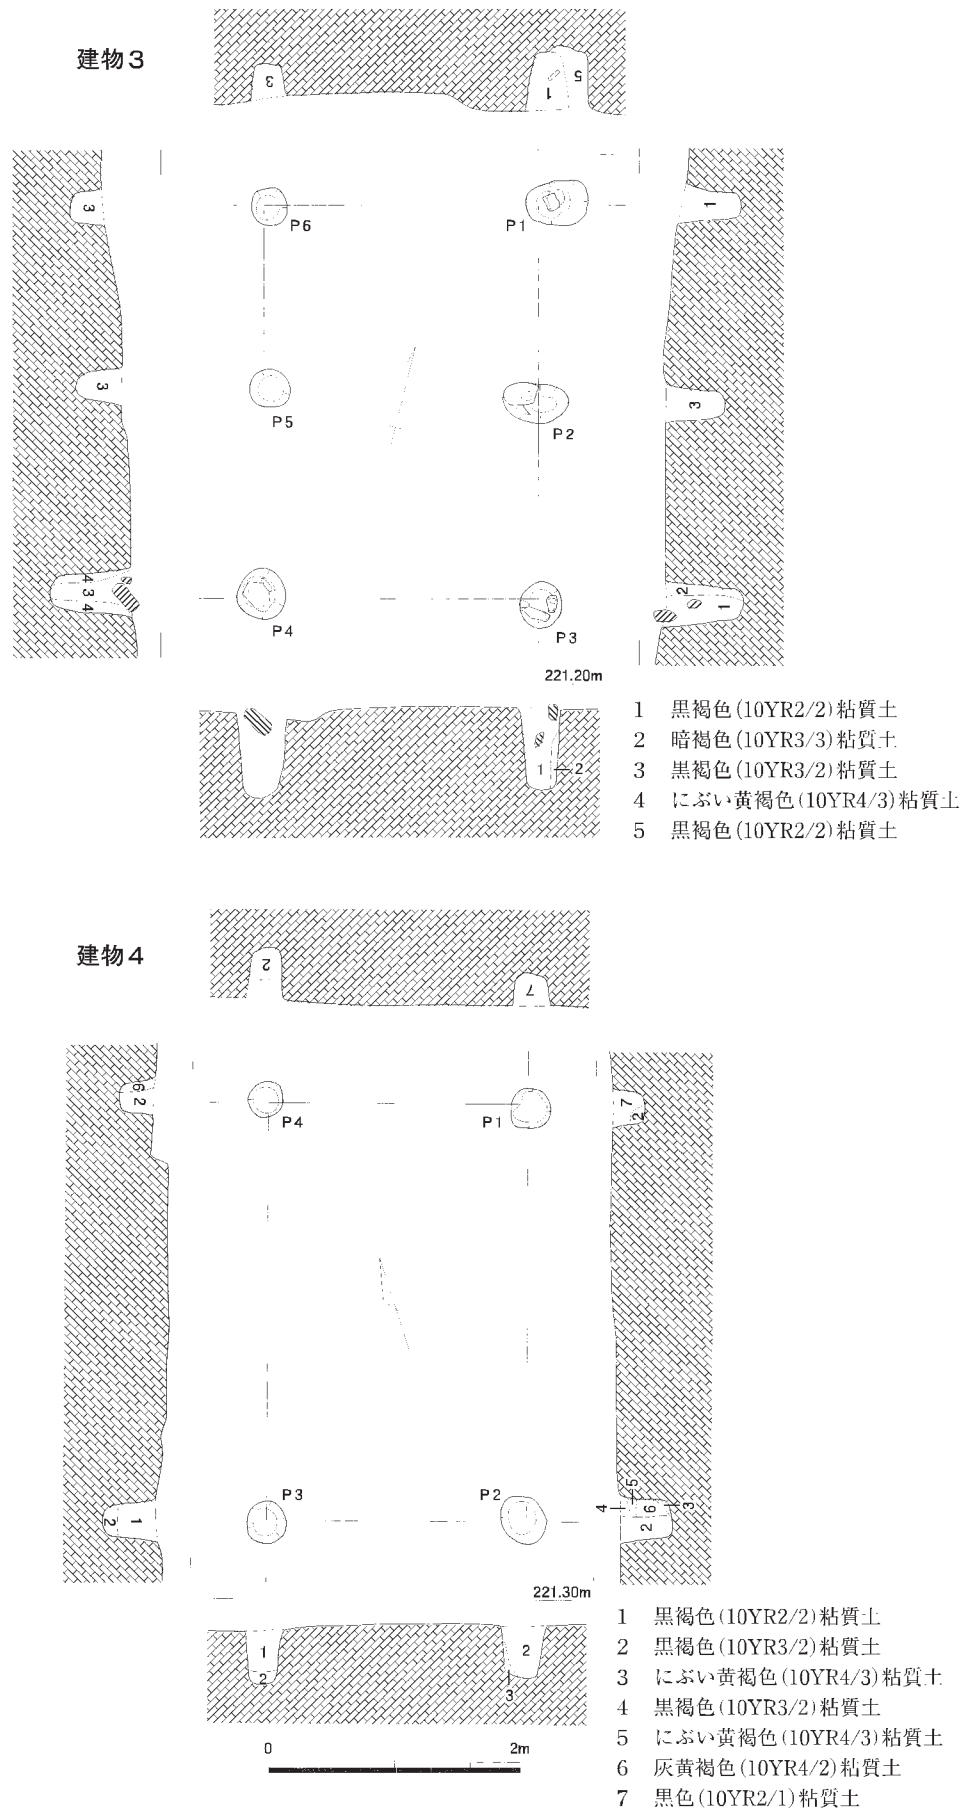 建物3
3
1
5
3
1
P6
P1
3
3
P5
P2
4
3
4
2
1
P4
P3
221.20m
1
2
1 黒褐色(10YR2/2)粘質土
2 暗褐色(10YR3/3)粘質土
3 黒褐色(10YR3/2)粘質土
4 にぶい黄褐色(10YR4/3)粘質土
5 黒褐色(10YR2/2)粘質土
建物4
2
7
6
2
7
2
P4
P1
P3
P2
2
1
4
5
6
3
2
221.30m
1
2
2
3
0 2m
1 黒褐色(10YR2/2)粘質土
2 黒褐色(10YR3/2)粘質土
3 にぶい黄褐色(10YR4/3)粘質土
4 黒褐色(10YR3/2)粘質土
5 にぶい黄褐色(10YR4/3)粘質土
6 灰黄褐色(10YR4/2)粘質土
7 黒色(10YR2/1)粘質土